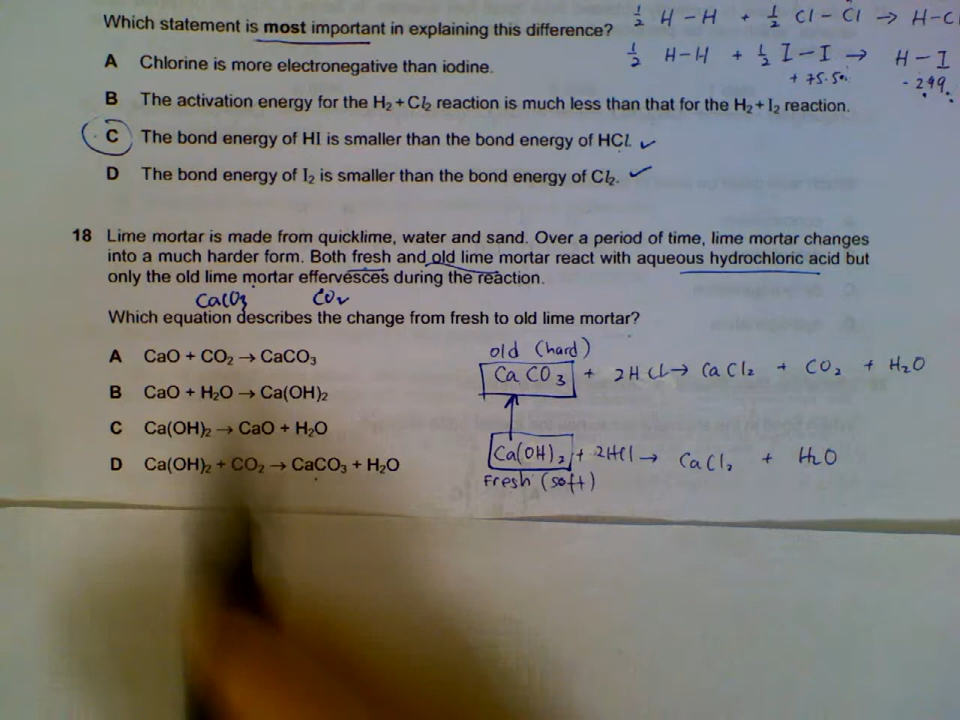 Which statement is most important in explaining this difference?
½ H – H + ½ Cl – Cl → H – C
½ H – H + ½ I – I → H – I
+ 75.5
- 299.
A Chlorine is more electronegative than iodine.
B The activation energy for the H₂ + Cl₂ reaction is much less than that for the H₂ + I₂ reaction.
C The bond energy of HI is smaller than the bond energy of HCl. ✓
D The bond energy of I₂ is smaller than the bond energy of Cl₂. ✓
18 Lime mortar is made from quicklime, water and sand. Over a period of time, lime mortar changes
into a much harder form. Both fresh and old lime mortar react with aqueous hydrochloric acid but
only the old lime mortar effervesces during the reaction.
CaCO₃ CO₂
Which equation describes the change from fresh to old lime mortar?
A CaO + CO₂ → CaCO₃
B CaO + H₂O → Ca(OH)₂
C Ca(OH)₂ → CaO + H₂O
D Ca(OH)₂ + CO₂ → CaCO₃ + H₂O
old (hard)
CaCO₃ + 2HCl → CaCl₂ + CO₂ + H₂O
Ca(OH)₂ + 2HCl → CaCl₂ + H₂O
Fresh (soft)